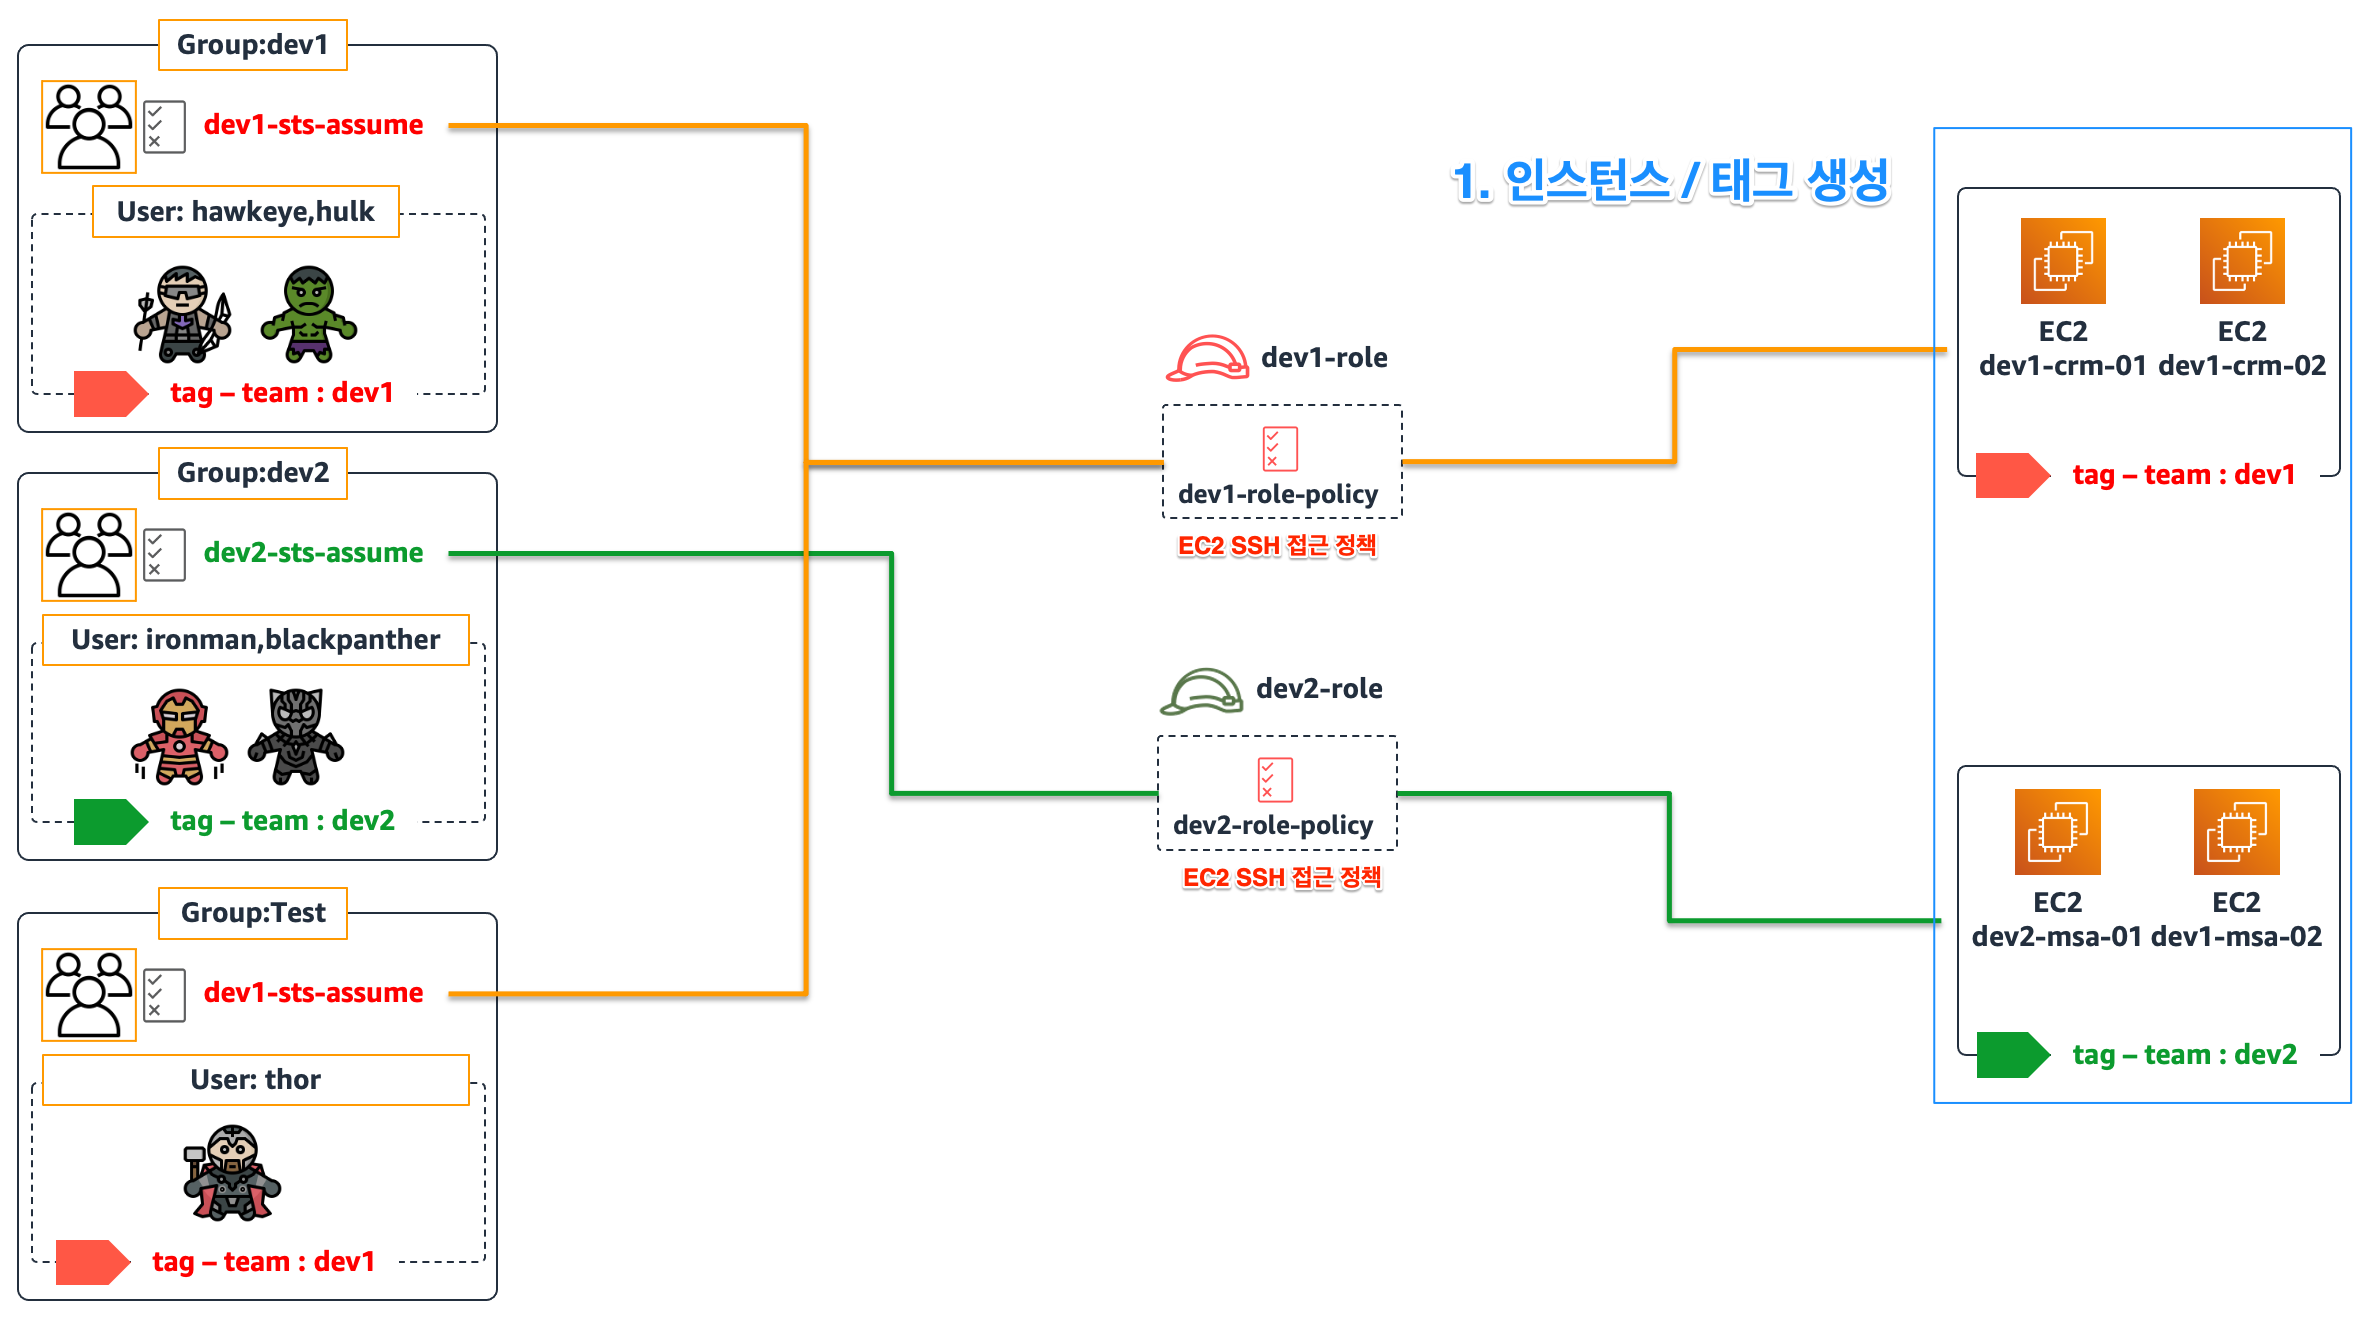 Group:dev1
dev1-sts-assume
User: hawkeye,hulk
tag – team : dev1
Group:dev2
dev2-sts-assume
User: ironman,blackpanther
tag – team : dev2
Group:Test
dev1-sts-assume
User: thor
tag – team : dev1
dev1-role
dev1-role-policy
EC2 SSH 접근 정책
dev2-role
dev2-role-policy
EC2 SSH 접근 정책
1. 인스턴스 / 태그 생성
EC2
dev1-crm-01
EC2
dev1-crm-02
tag – team : dev1
EC2
dev2-msa-01
EC2
dev1-msa-02
tag – team : dev2